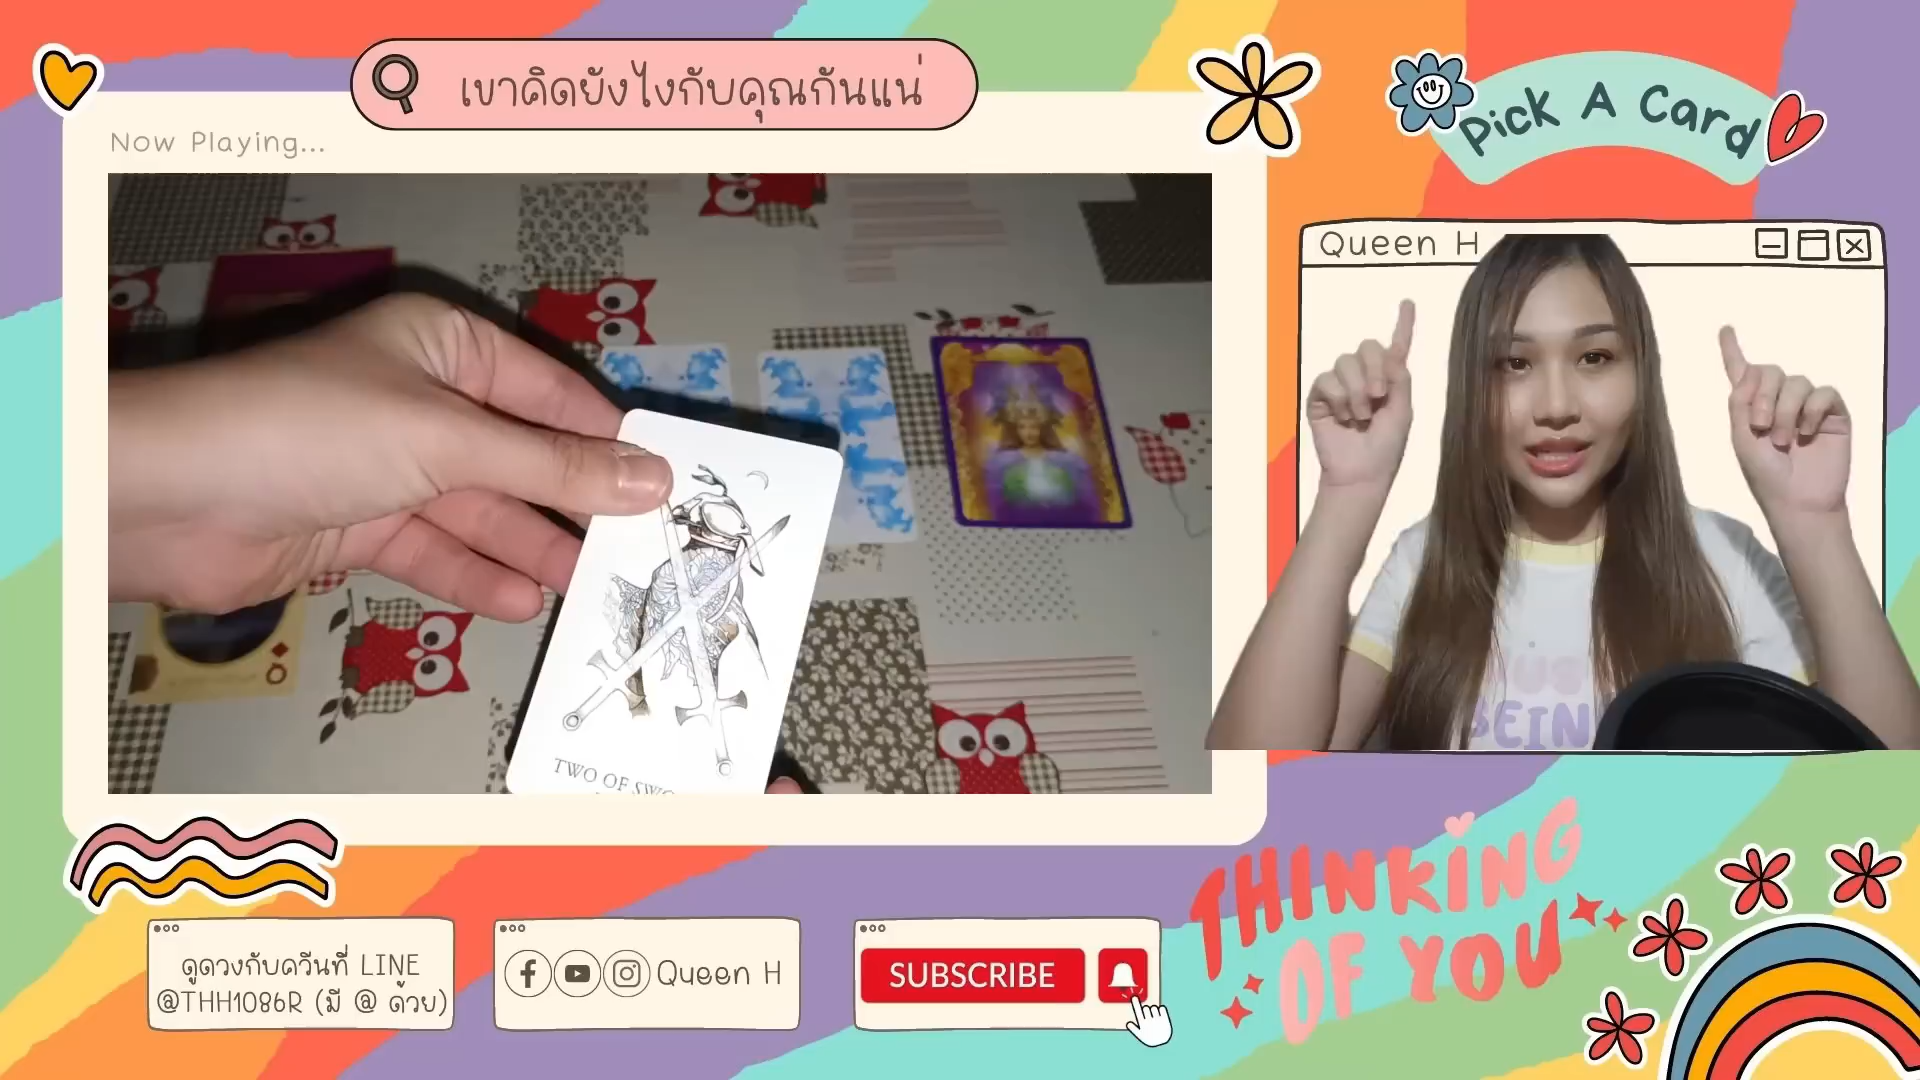 เขาคิดยังไงกับคุณกันแน่
Pick A Card
Now Playing...
Queen H
TWO OF
THINKING
OF YOU
ดูดวงกับควีนที่ LINE
@THH1086R (มี @ ด้วย)
Queen H
SUBSCRIBE